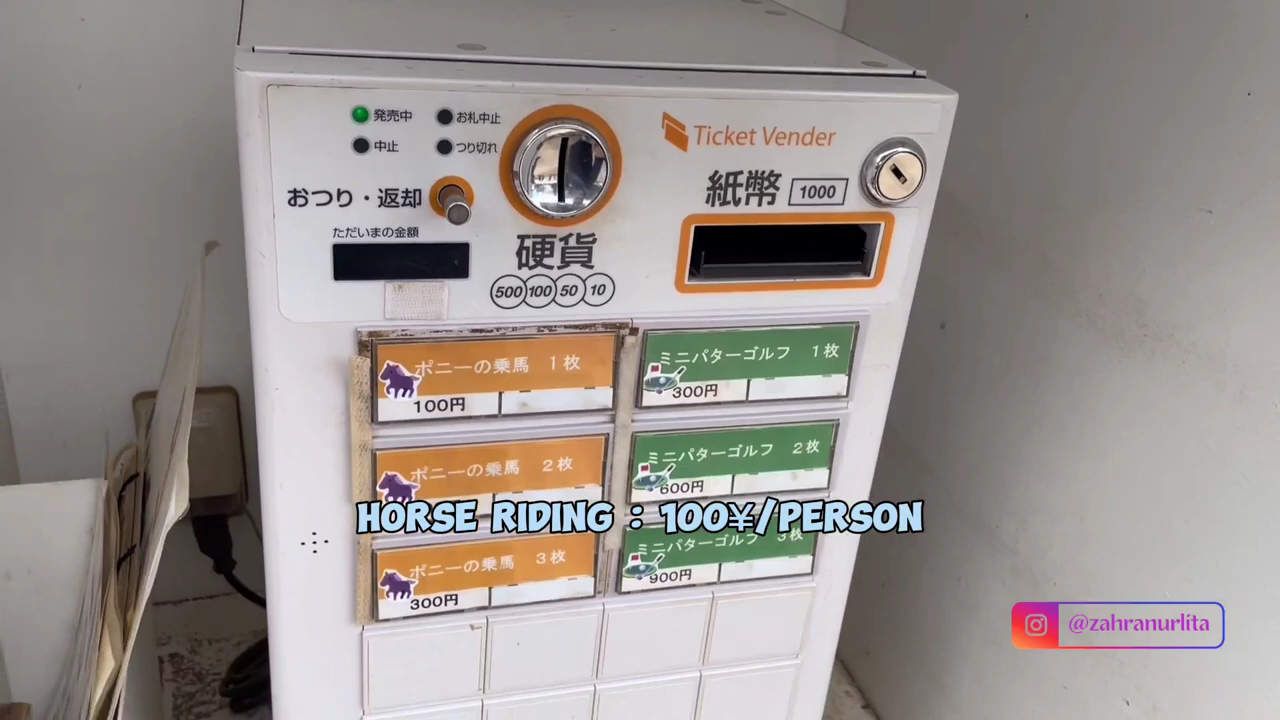 発売中
お札中止
中止
つり切れ
おつり・返却
ただいまの金額
硬貨
500 100 50 10
Ticket Vender
紙幣 1000
ポニーの乗馬 1枚
100円
ミニパターゴルフ 1枚
300円
ポニーの乗馬 2枚
ミニパターゴルフ 2枚
600円
HORSE RIDING : 100¥/PERSON
ポニーの乗馬 3枚
300円
ミニパターゴルフ 3枚
900円
@zahranurlita